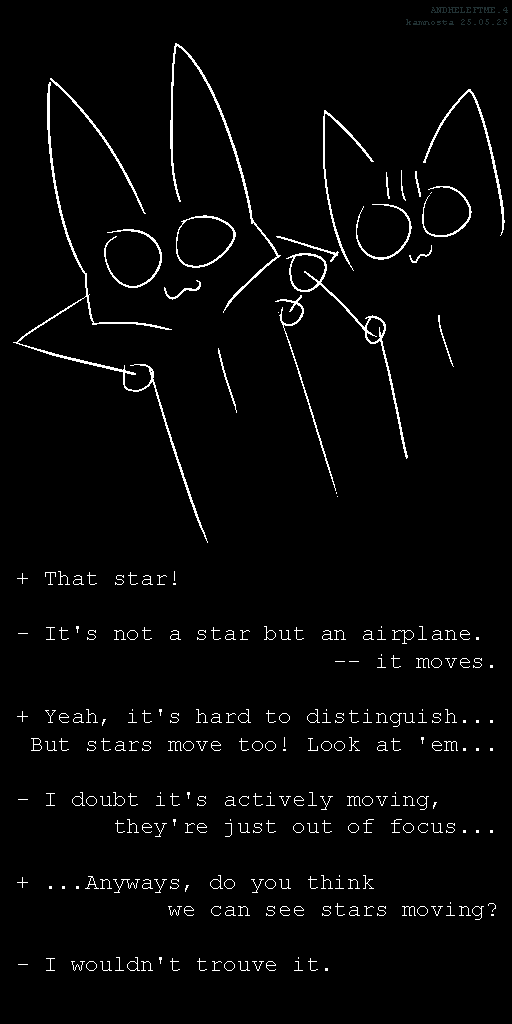 ANDHELEFTME.4
kamnosta 25.05.25
+ That star!
- It's not a star but an airplane.
-- it moves.
+ Yeah, it's hard to distinguish...
But stars move too! Look at 'em...
- I doubt it's actively moving,
they're just out of focus...
+ ...Anyways, do you think
we can see stars moving?
- I wouldn't trouve it.